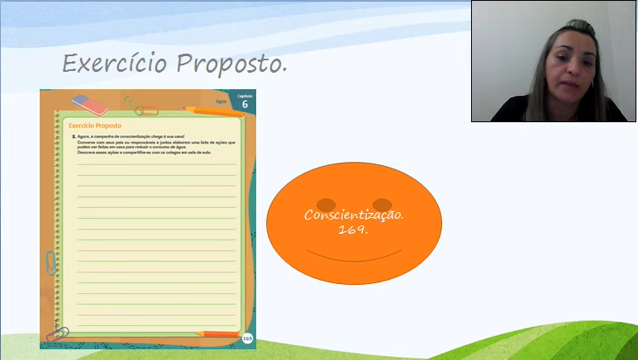 Exercício Proposto.
Capítulo
Água
6
Exercício Proposto
2. Agora, a campanha de conscientização chega à sua casa!
Converse com seus pais ou responsáveis e juntos elaborem uma lista de ações que
podem ser feitas em casa para reduzir o consumo de água.
Descreva essas ações e compartilhe-as com os colegas em sala de aula.
169
Conscientização.
169.